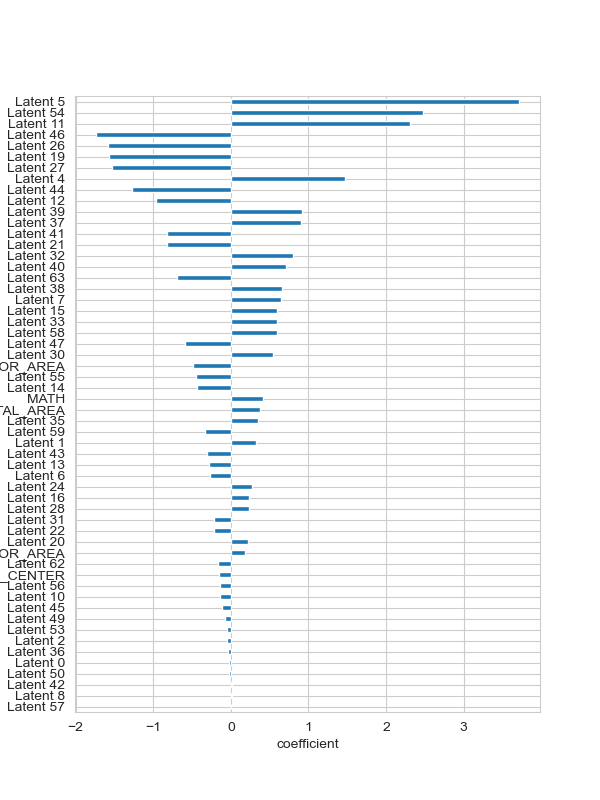 Latent 5
Latent 54
Latent 11
Latent 46
Latent 26
Latent 19
Latent 27
Latent 4
Latent 44
Latent 12
Latent 39
Latent 37
Latent 41
Latent 21
Latent 32
Latent 40
Latent 63
Latent 38
Latent 7
Latent 15
Latent 33
Latent 58
Latent 47
Latent 30
OR_AREA
Latent 55
Latent 14
MATH
TAL_AREA
Latent 35
Latent 59
Latent 1
Latent 43
Latent 13
Latent 6
Latent 24
Latent 16
Latent 28
Latent 31
Latent 22
Latent 20
OR_AREA
Latent 62
_CENTER
Latent 56
Latent 10
Latent 45
Latent 49
Latent 53
Latent 2
Latent 36
Latent 0
Latent 50
Latent 42
Latent 8
Latent 57
−2 −1 0 1 2 3
coefficient